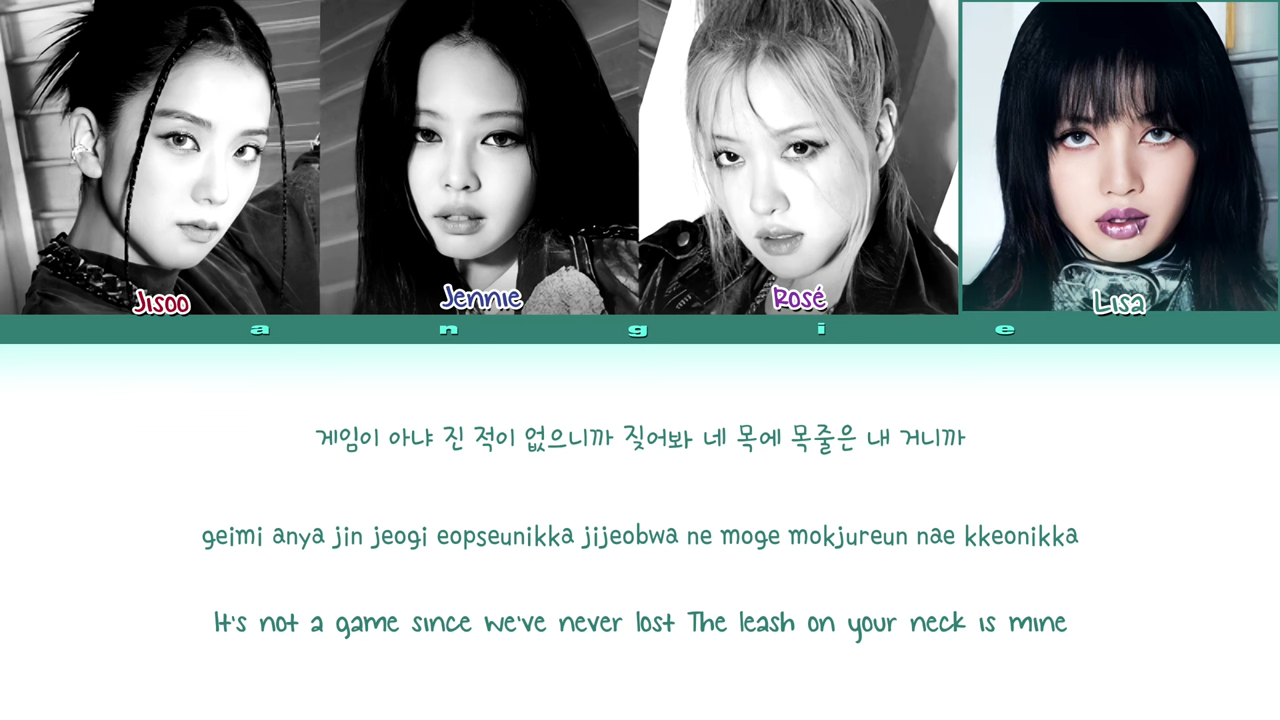 Jisoo Jennie Rosé Lisa
a n g i e
게임이 아냐 진 적이 없으니까 짖어봐 네 목에 목줄은 내 거니까
geimi anya jin jeogi eopseunikka jijeobwa ne moge mokjureun nae kkeonikka
It's not a game since we've never lost The leash on your neck is mine